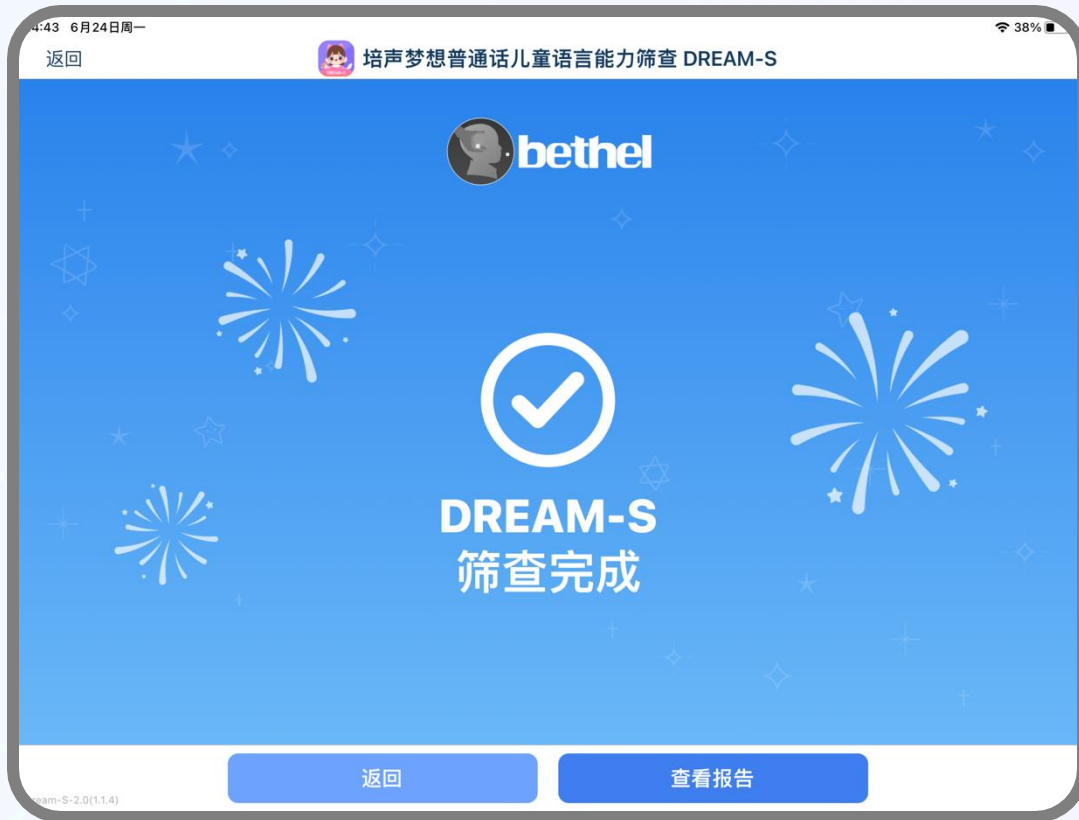 4:43 6月24日周一
38%
返回
培声梦想普通话儿童语言能力筛查 DREAM-S
bethel
DREAM-S
筛查完成
返回
查看报告
ream-S-2.0(1.1.4)